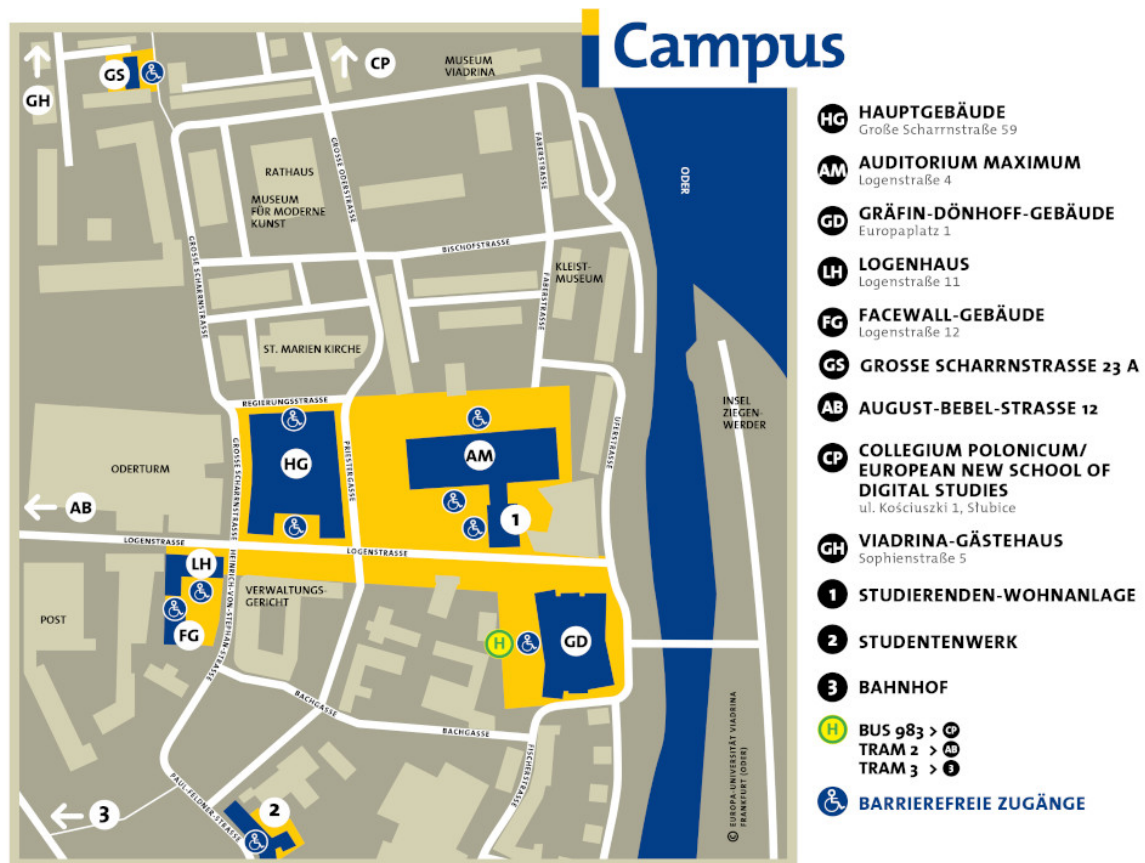 Campus
GS
GH
CP
MUSEUM
VIADRINA
RATHAUS
MUSEUM
FÜR MODERNE
KUNST
GROSSE ODERSTRASSE
FABERSTRASSE
ODER
BISCHOFSTRASSE
GROSSE SCHARRNSTRASSE
KLEIST-
MUSEUM
FABERSTRASSE
ST. MARIEN KIRCHE
REGIERUNGSSTRASSE
INSEL
ZIEGEN-
WERDER
UFERSTRASSE
HG
AM
PRIESTERGASSE
GROSSE SCHARRNSTRASSE
ODERTURM
AB
1
LOGENSTRASSE
LOGENSTRASSE
LH
HEINRICH-VON-STEPHAN-STRASSE
VERWALTUNGS-
GERICHT
POST
FG
H
GD
BACHGASSE
BACHGASSE
FISCHERSTRASSE
3
2
PAUL-FELDNER-STRASSE
© EUROPA-UNIVERSITÄT VIADRINA
FRANKFURT (ODER)
HG HAUPTGEBÄUDE
Große Scharrnstraße 59
AM AUDITORIUM MAXIMUM
Logenstraße 4
GD GRÄFIN-DÖNHOFF-GEBÄUDE
Europaplatz 1
LH LOGENHAUS
Logenstraße 11
FG FACEWALL-GEBÄUDE
Logenstraße 12
GS GROSSE SCHARRNSTRASSE 23 A
AB AUGUST-BEBEL-STRASSE 12
CP COLLEGIUM POLONICUM/
EUROPEAN NEW SCHOOL OF
DIGITAL STUDIES
ul. Kościuszki 1, Słubice
GH VIADRINA-GÄSTEHAUS
Sophienstraße 5
1 STUDIERENDEN-WOHNANLAGE
2 STUDENTENWERK
3 BAHNHOF
H BUS 983 > CP
TRAM 2 > AB
TRAM 3 > 3
BARRIEREFREIE ZUGÄNGE